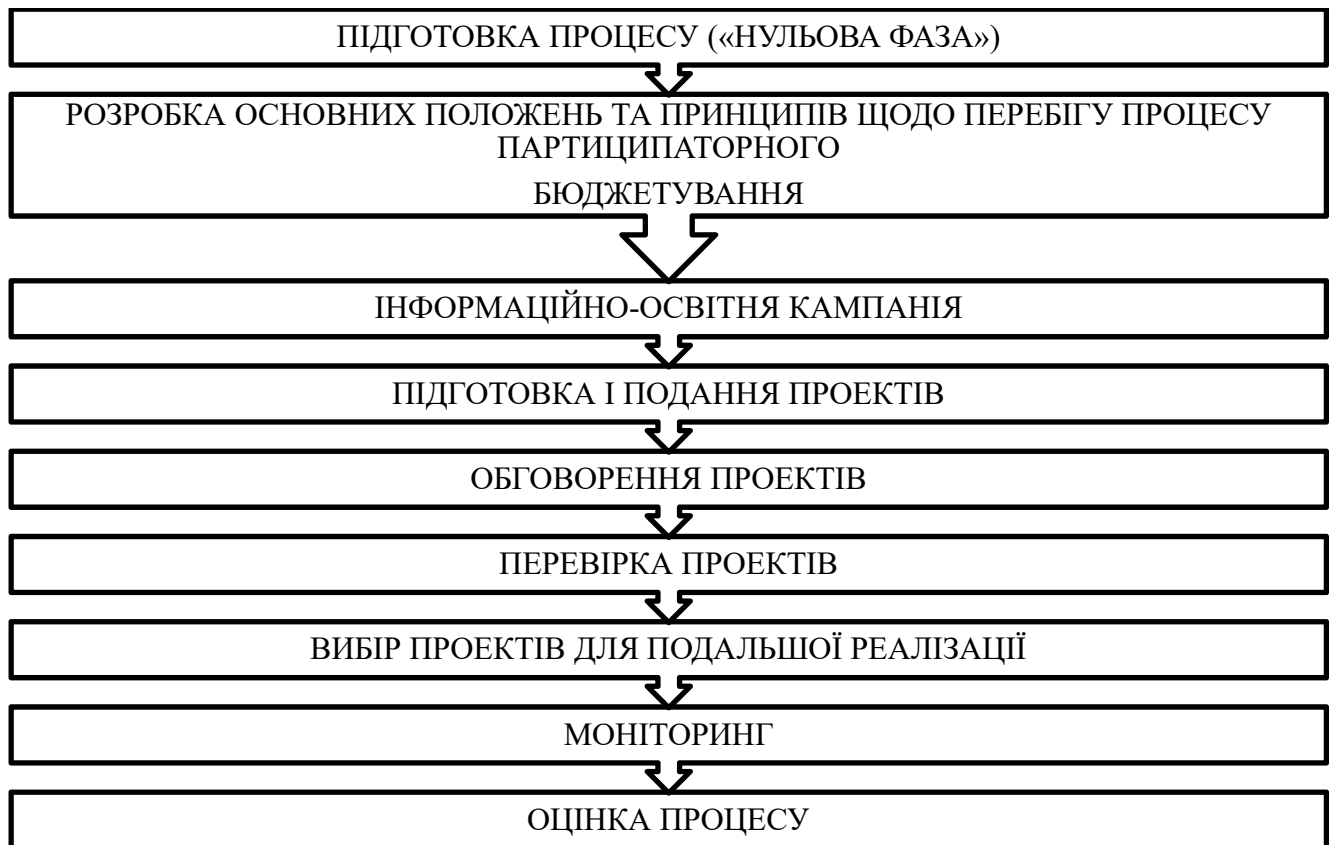 ПІДГОТОВКА ПРОЦЕСУ («НУЛЬОВА ФАЗА»)
РОЗРОБКА ОСНОВНИХ ПОЛОЖЕНЬ ТА ПРИНЦИПІВ ЩОДО ПЕРЕБІГУ ПРОЦЕСУ
ПАРТИЦИПАТОРНОГО
БЮДЖЕТУВАННЯ
ІНФОРМАЦІЙНО-ОСВІТНЯ КАМПАНІЯ
ПІДГОТОВКА І ПОДАННЯ ПРОЕКТІВ
ОБГОВОРЕННЯ ПРОЕКТІВ
ПЕРЕВІРКА ПРОЕКТІВ
ВИБІР ПРОЕКТІВ ДЛЯ ПОДАЛЬШОЇ РЕАЛІЗАЦІЇ
МОНІТОРИНГ
ОЦІНКА ПРОЦЕСУ